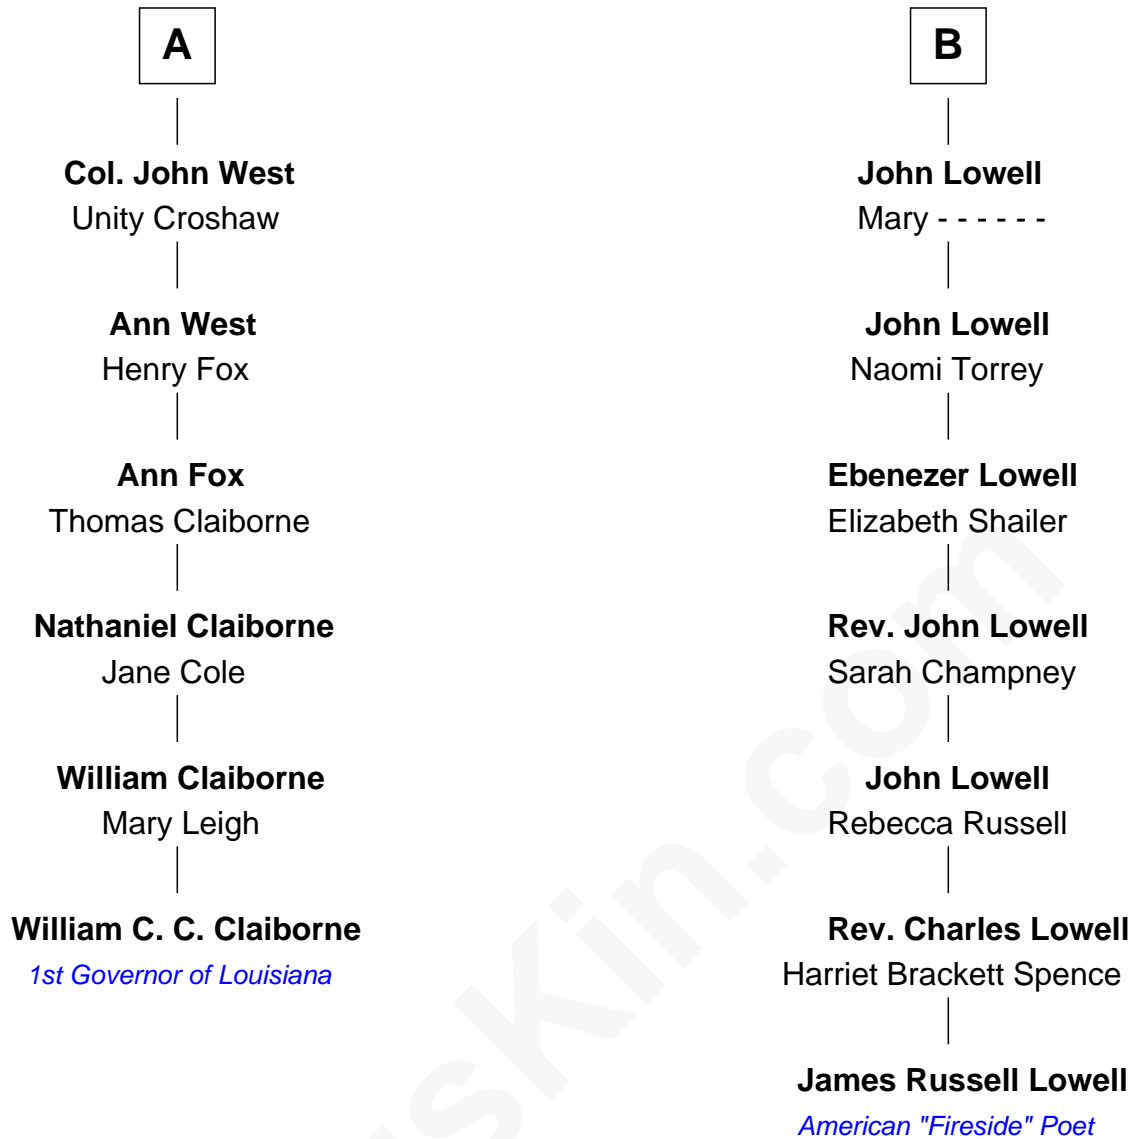 A
Col. John West
Unity Croshaw
Ann West
Henry Fox
Ann Fox
Thomas Claiborne
Nathaniel Claiborne
Jane Cole
William Claiborne
Mary Leigh
William C. C. Claiborne
1st Governor of Louisiana
B
John Lowell
Mary - - - - - -
John Lowell
Naomi Torrey
Ebenezer Lowell
Elizabeth Shailer
Rev. John Lowell
Sarah Champney
John Lowell
Rebecca Russell
Rev. Charles Lowell
Harriet Brackett Spence
James Russell Lowell
American "Fireside" Poet
sKin.com